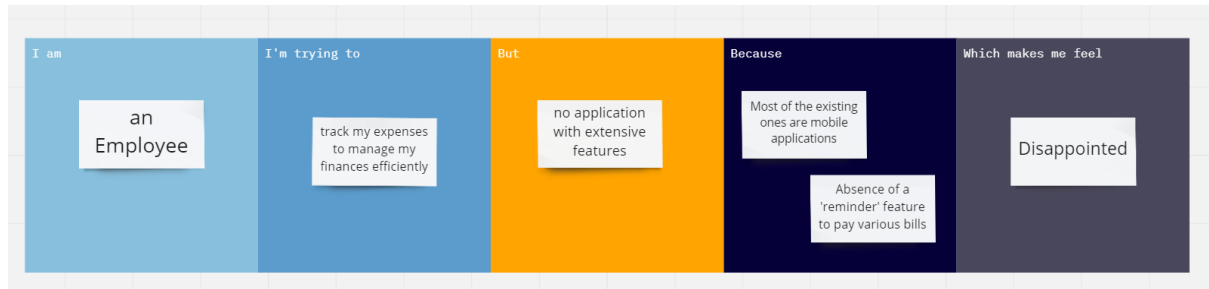 I am
an
Employee
I'm trying to
track my expenses
to manage my
finances efficiently
But
no application
with extensive
features
Because
Most of the existing
ones are mobile
applications
Absence of a
'reminder' feature
to pay various bills
Which makes me feel
Disappointed